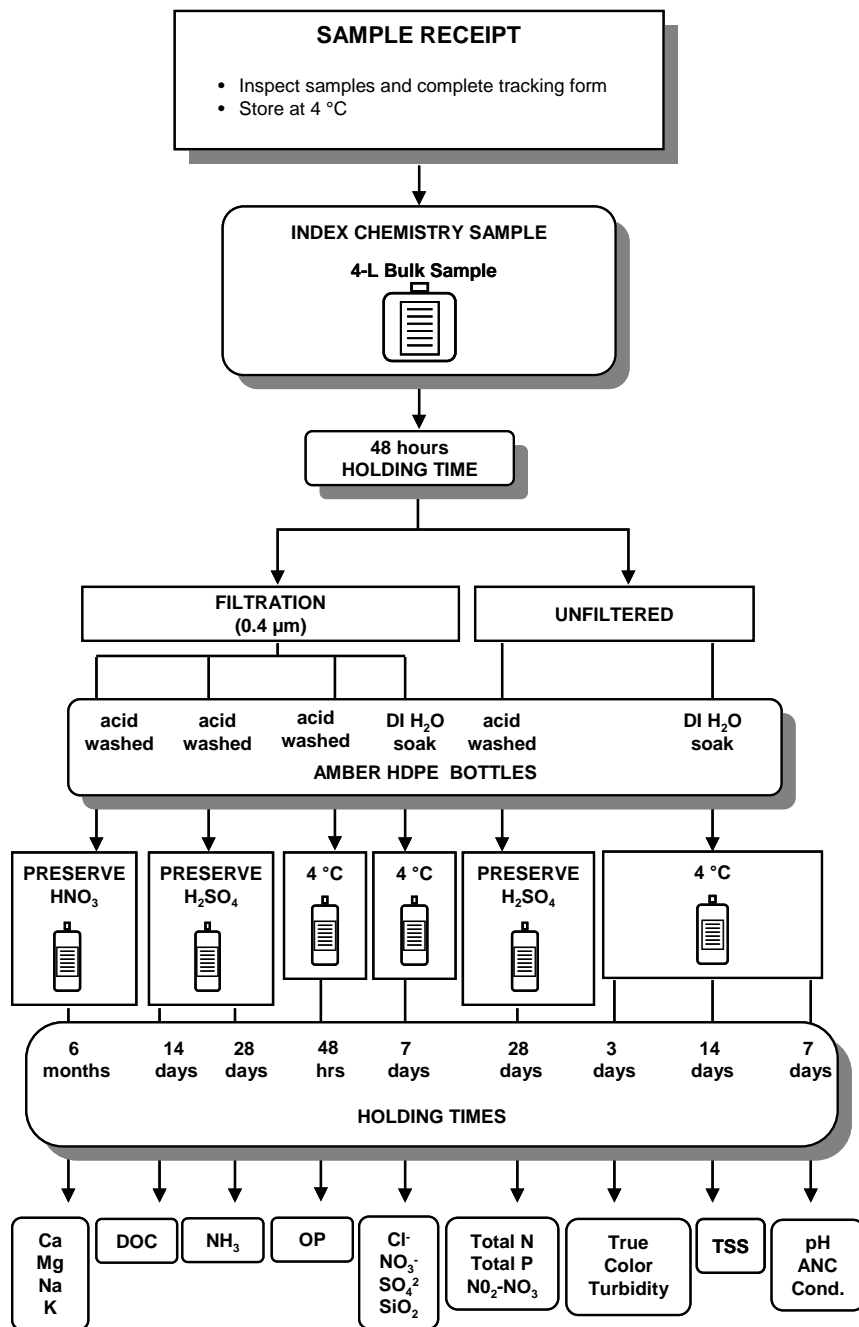 SAMPLE RECEIPT
• Inspect samples and complete tracking form
• Store at 4 °C
INDEX CHEMISTRY SAMPLE
4-L Bulk Sample
48 hours
HOLDING TIME
FILTRATION
(0.4 µm)
UNFILTERED
acid
washed
acid
washed
acid
washed
DI H₂O
soak
acid
washed
DI H₂O
soak
AMBER HDPE BOTTLES
PRESERVE
HNO₃
PRESERVE
H₂SO₄
4 °C
4 °C
PRESERVE
H₂SO₄
4 °C
6
months
14
days
28
days
48
hrs
7
days
28
days
3
days
14
days
7
days
HOLDING TIMES
Ca
Mg
Na
K
DOC
NH₃
OP
Cl⁻
NO₃⁻
SO₄²
SiO₂
Total N
Total P
N0₂-NO₃
True
Color
Turbidity
TSS
pH
ANC
Cond.